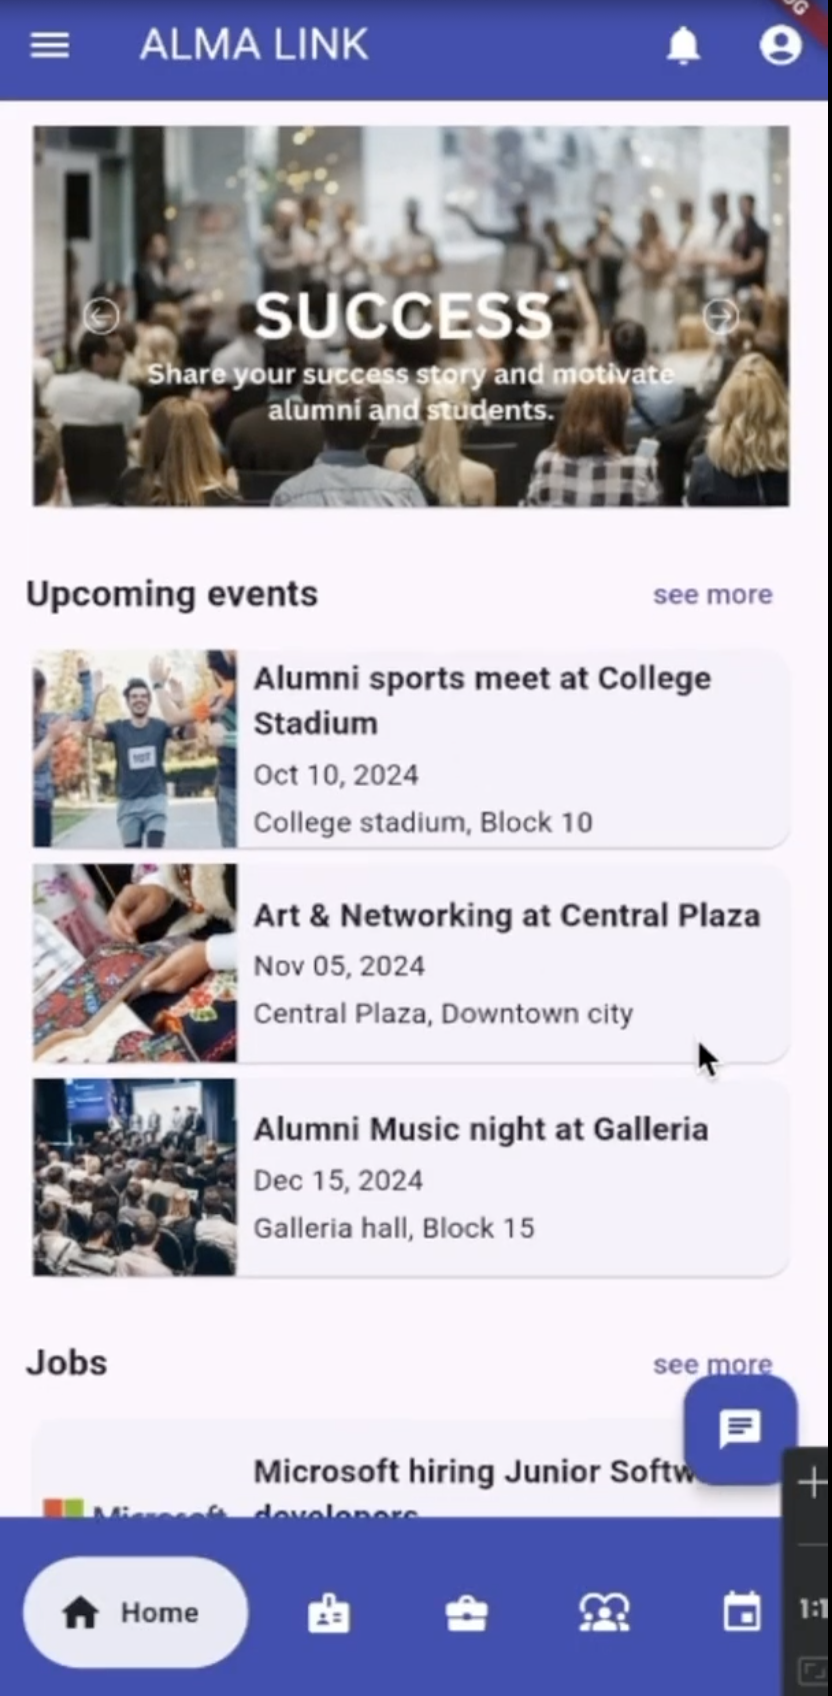 ALMA LINK
SUCCESS
Share your success story and motivate
alumni and students.
Upcoming events
see more
Alumni sports meet at College
Stadium
Oct 10, 2024
College stadium, Block 10
Art & Networking at Central Plaza
Nov 05, 2024
Central Plaza, Downtown city
Alumni Music night at Galleria
Dec 15, 2024
Galleria hall, Block 15
Jobs
see more
Microsoft hiring Junior Softw
Microsoft
developers
Home
1:1